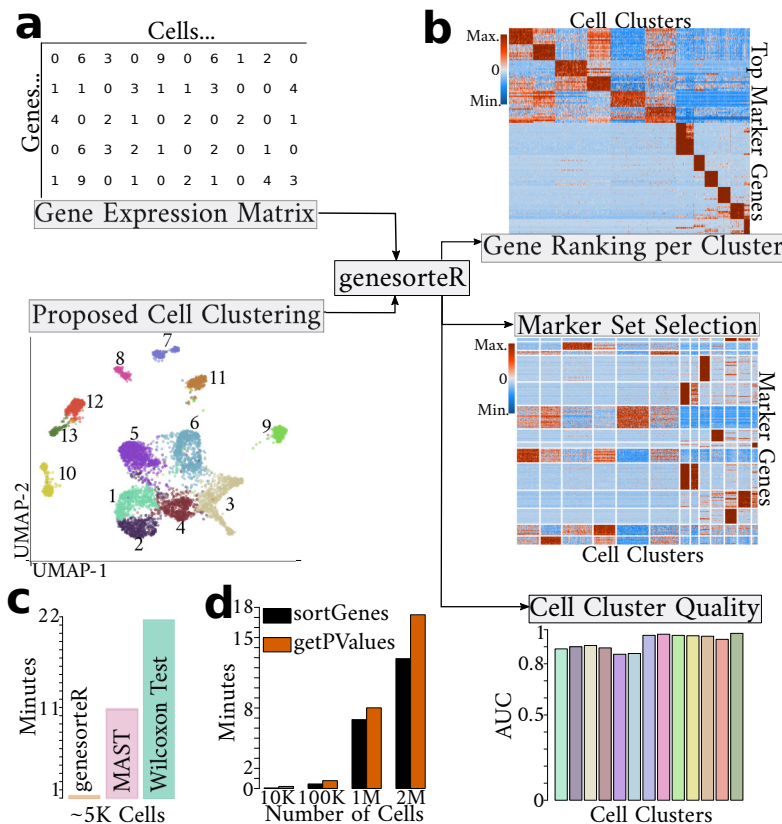 a
Cells...
Genes...
0 6 3 0 9 0 6 1 2 0
1 1 0 3 1 1 3 0 0 4
4 0 2 1 0 2 0 2 0 1
0 6 3 2 1 0 2 0 1 0
1 9 0 1 0 2 1 0 4 3
Gene Expression Matrix
Proposed Cell Clustering
7
8
11
12
13
6
5
9
10
1
3
2
4
UMAP-2
UMAP-1
genesorteR
b
Cell Clusters
Max.
0
Min.
Top Marker Genes
Gene Ranking per Cluster
Marker Set Selection
Max.
0
Min.
Marker Genes
Cell Clusters
Cell Cluster Quality
1
0.8
0.5
0
AUC
Cell Clusters
c
22
11
1
Minutes
genesorteR
MAST
Wilcoxon Test
~5K Cells
d
18
15
8
2
0
Minutes
sortGenes
getPValues
10K 100K 1M 2M
Number of Cells